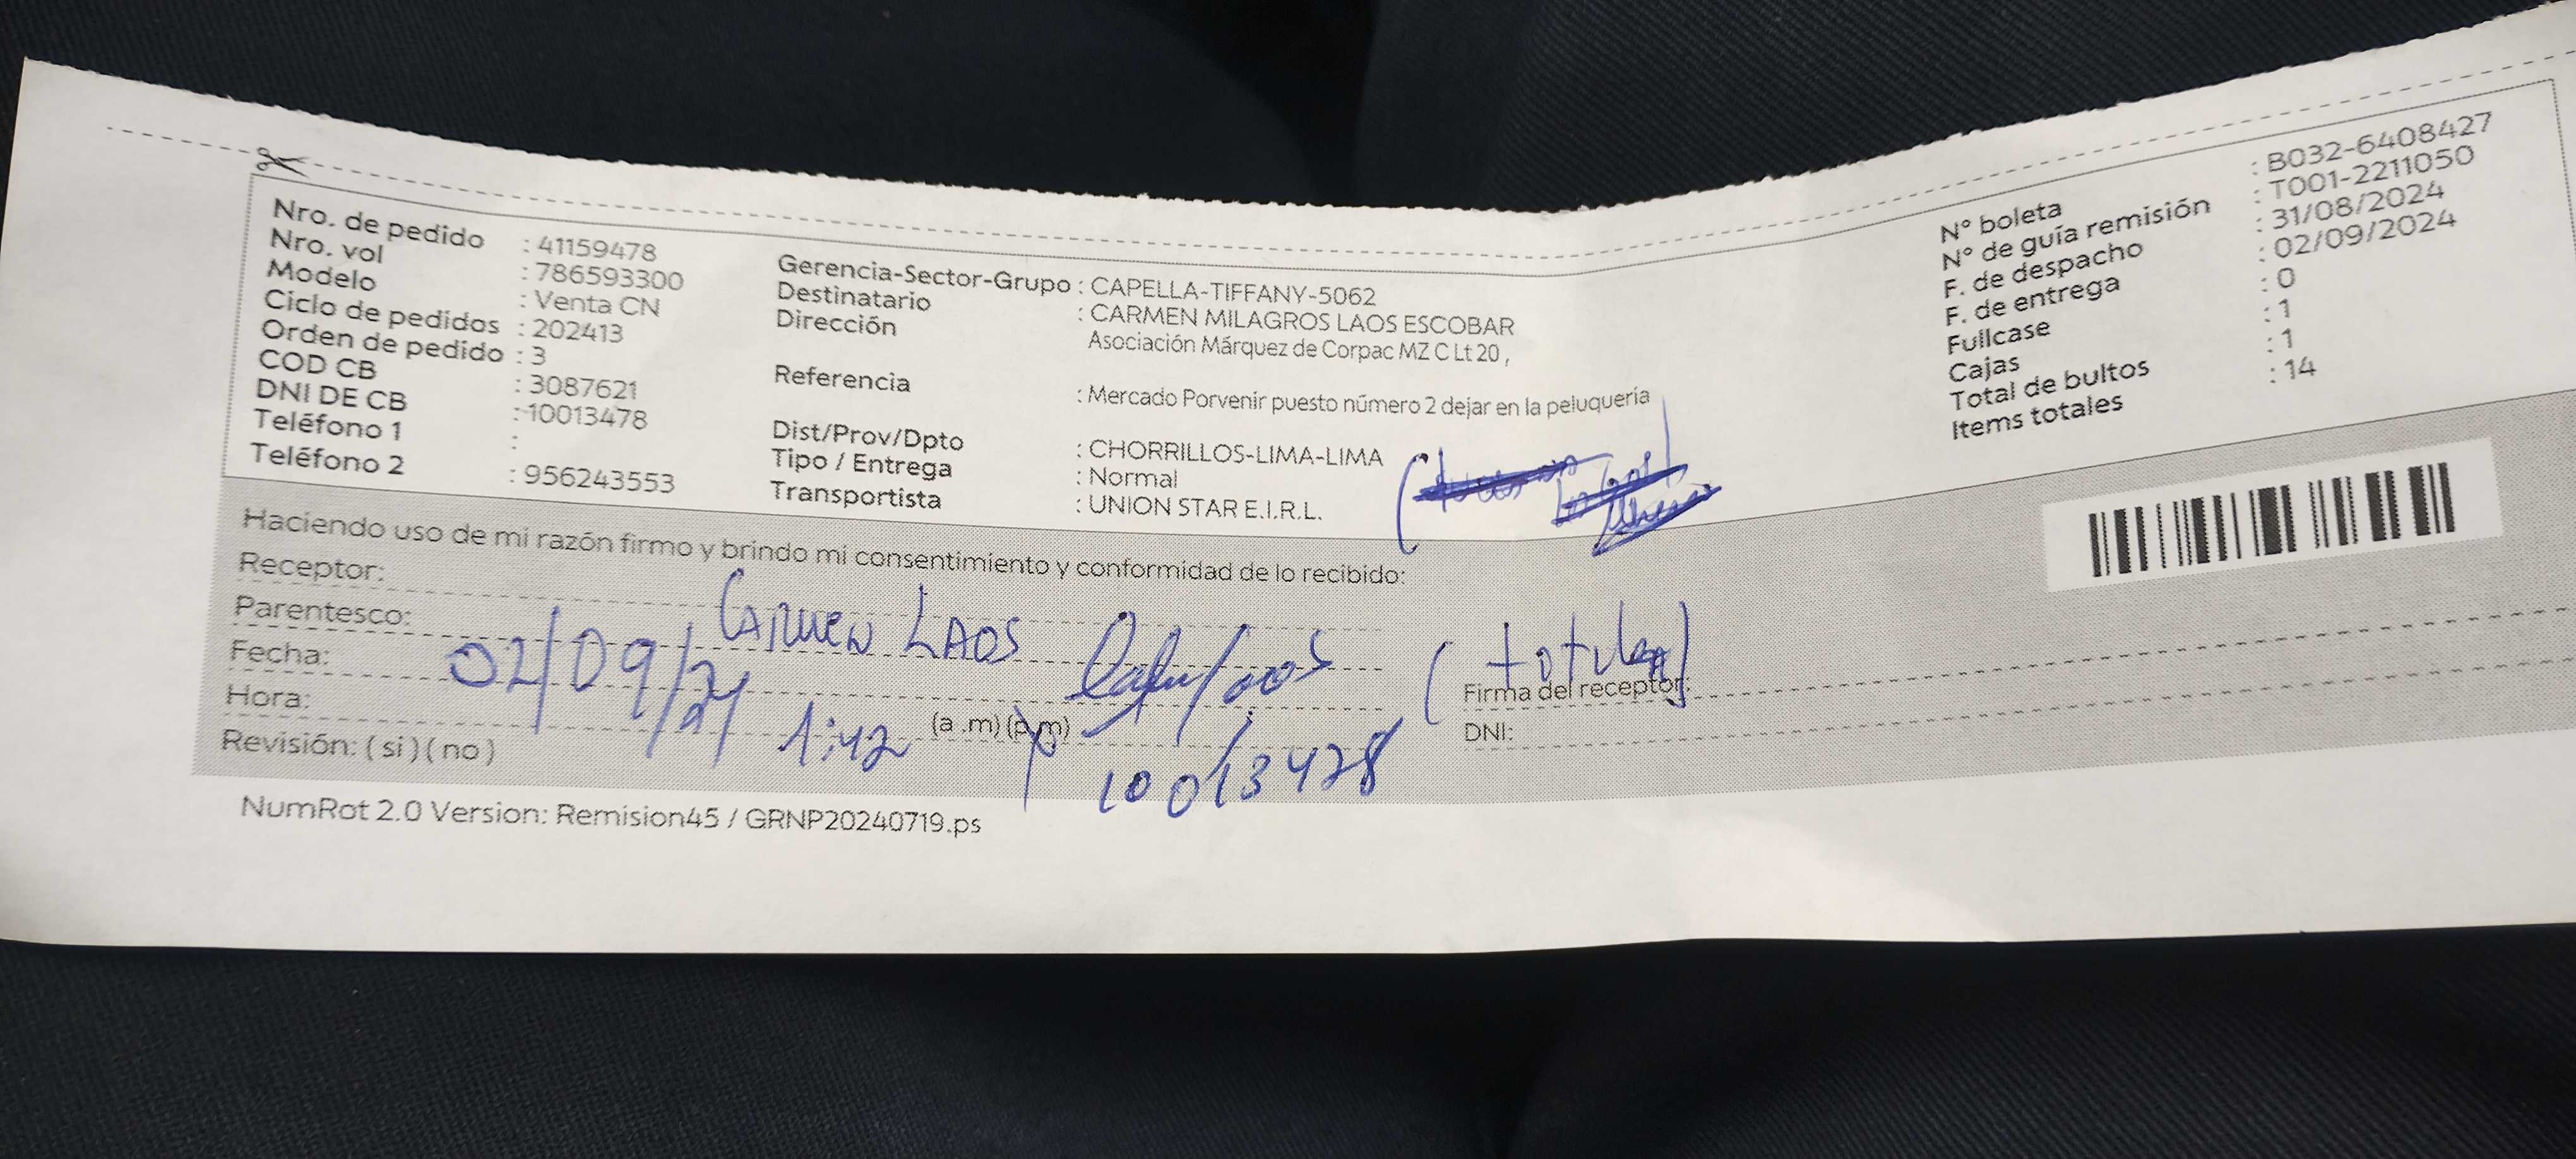 Nro. de pedido : 41159478
Nro. vol : 786593300
Modelo : Venta CN
Ciclo de pedidos : 202413
Orden de pedido : 3
COD CB : 3087621
DNI DE CB : 10013478
Teléfono 1 :
Teléfono 2 : 956243553
Gerencia-Sector-Grupo : CAPELLA-TIFFANY-5062
Destinatario : CARMEN MILAGROS LAOS ESCOBAR
Dirección Asociación Márquez de Corpac MZ C Lt 20 ,
Referencia : Mercado Porvenir puesto número 2 dejar en la peluquería
Dist/Prov/Dpto : CHORRILLOS-LIMA-LIMA
Tipo / Entrega : Normal
Transportista : UNION STAR E.I.R.L.
N° boleta : B032-6408427
N° de guía remisión : T001-2211050
F. de despacho : 31/08/2024
F. de entrega : 02/09/2024
Fullcase : 0
Cajas : 1
Total de bultos : 1
Items totales : 14
Haciendo uso de mi razón firmo y brindo mi consentimiento y conformidad de lo recibido:
Receptor: CARMEN LAOS
Parentesco: (titular)
Fecha: 02/09/24
Hora: 1:42 (a .m) (p.m)
Revisión: ( si ) ( no )
Firma del receptor:
DNI: 10013478
NumRot 2.0 Version: Remision45 / GRNP20240719.ps